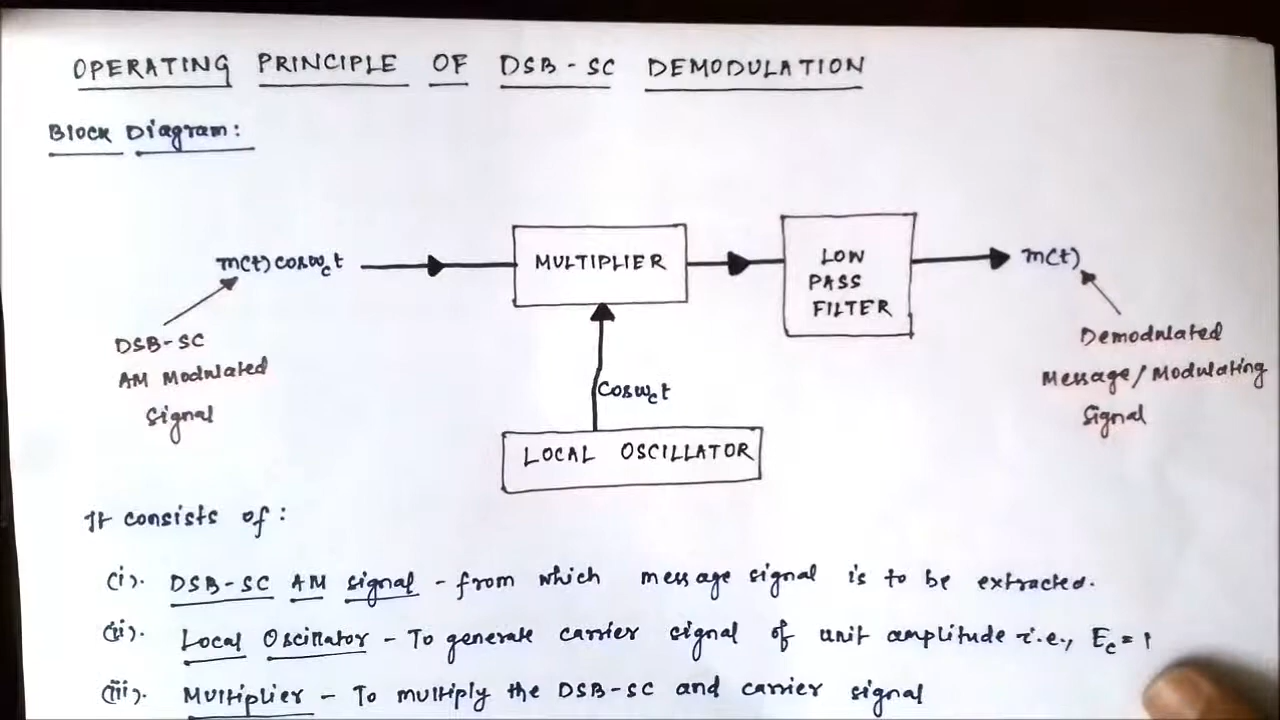 OPERATING PRINCIPLE OF DSB-SC DEMODULATION
Block Diagram:
m(t) cosω_c t
MULTIPLIER
LOW
PASS
FILTER
m(t)
DSB-SC
AM Modulated
Signal
cosω_c t
Demodulated
Message/Modulating
Signal
LOCAL OSCILLATOR
It consists of:
(i). DSB-SC AM signal - from which message signal is to be extracted.
(ii). Local Oscillator - To generate carrier signal of unit amplitude i.e., E_c = 1
(iii). Multiplier - To multiply the DSB-SC and carrier signal